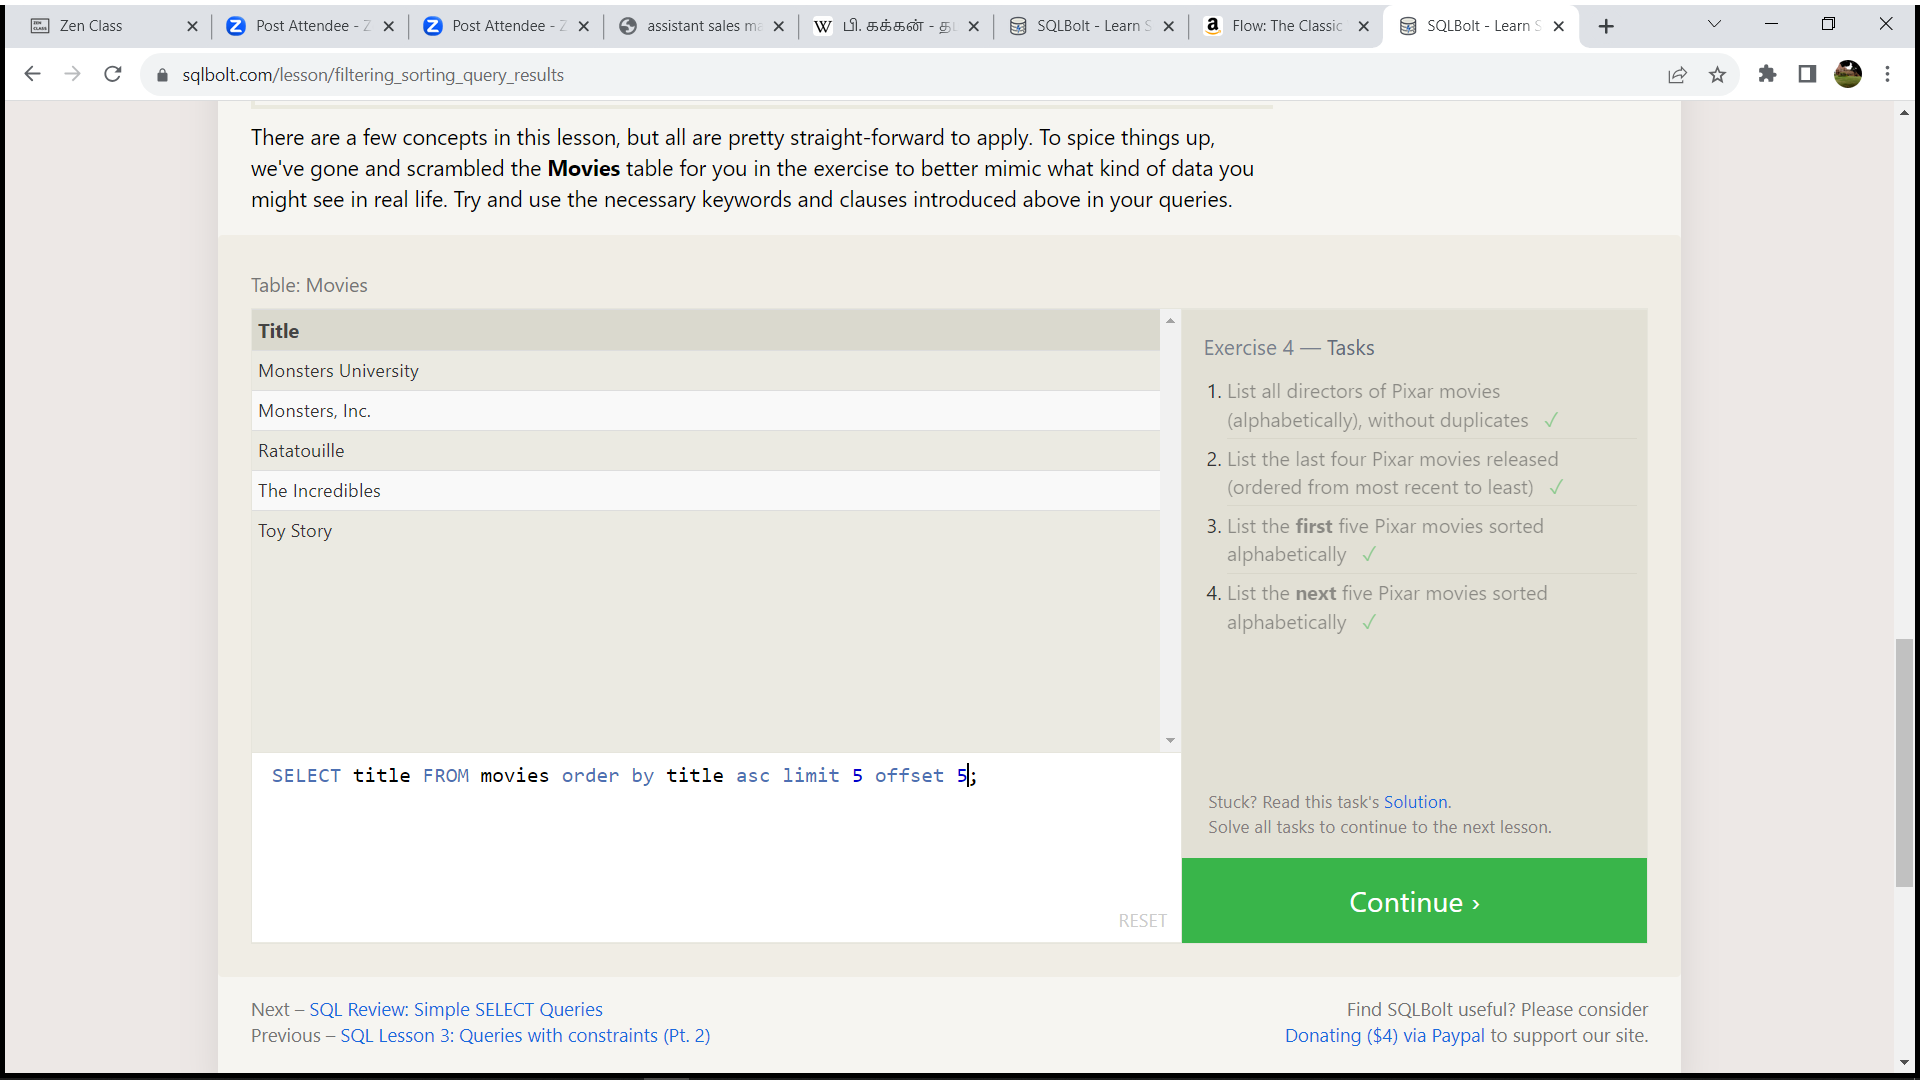 Zen Class
Post Attendee - Z
Post Attendee - Z
assistant sales ma
பி. கக்கன் - த
SQLBolt - Learn S
Flow: The Classic
SQLBolt - Learn S
sqlbolt.com/lesson/filtering_sorting_query_results
There are a few concepts in this lesson, but all are pretty straight-forward to apply. To spice things up,
we've gone and scrambled the Movies table for you in the exercise to better mimic what kind of data you
might see in real life. Try and use the necessary keywords and clauses introduced above in your queries.
Table: Movies
Title
Monsters University
Monsters, Inc.
Ratatouille
The Incredibles
Toy Story
SELECT title FROM movies order by title asc limit 5 offset 5;
RESET
Exercise 4 — Tasks
1. List all directors of Pixar movies
(alphabetically), without duplicates ✓
2. List the last four Pixar movies released
(ordered from most recent to least) ✓
3. List the first five Pixar movies sorted
alphabetically ✓
4. List the next five Pixar movies sorted
alphabetically ✓
Stuck? Read this task's Solution.
Solve all tasks to continue to the next lesson.
Continue ›
Next – SQL Review: Simple SELECT Queries
Previous – SQL Lesson 3: Queries with constraints (Pt. 2)
Find SQLBolt useful? Please consider
Donating ($4) via Paypal to support our site.